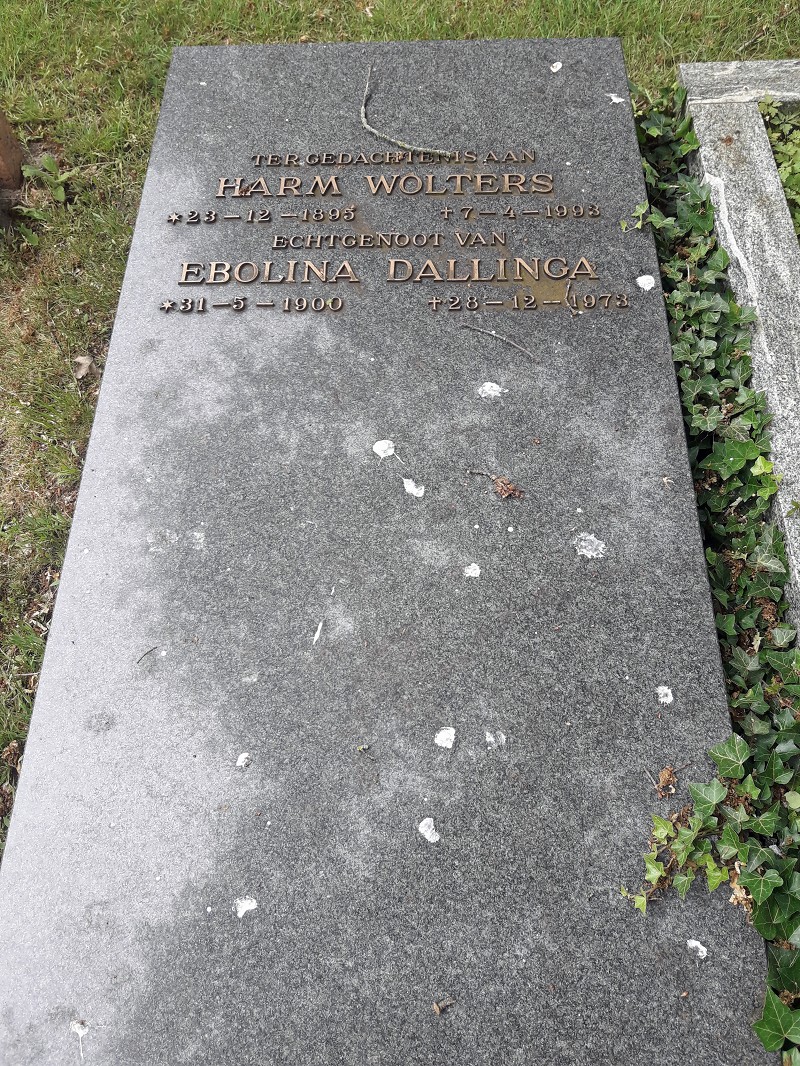 TER GEDACHTENIS AAN
HARM WOLTERS
*23-12-1895 †7-4-1993
ECHTGENOOT VAN
EBOLINA DALLINGA
*31-5-1900 †28-12-1973